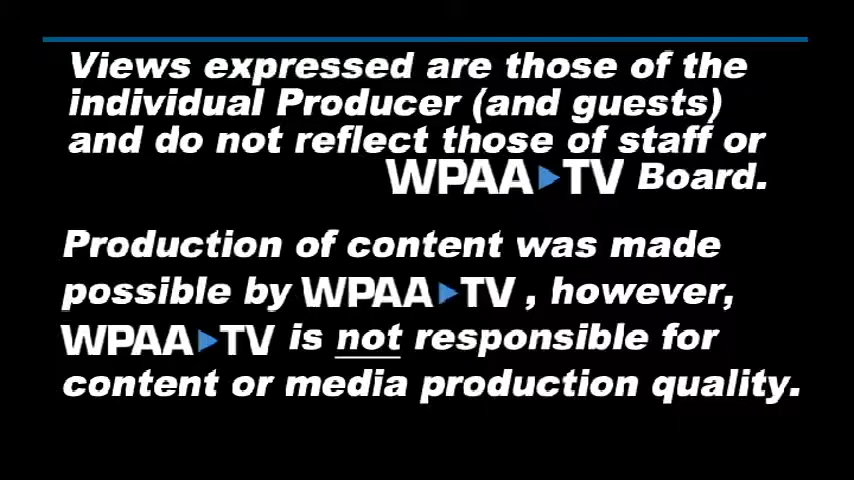 Views expressed are those of the
individual Producer (and guests)
and do not reflect those of staff or
WPAA▶TV Board.
Production of content was made
possible by WPAA▶TV , however,
WPAA▶TV is not responsible for
content or media production quality.